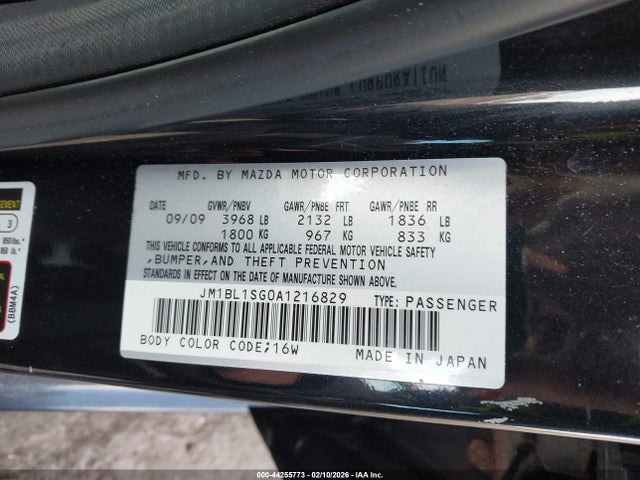 MFD. BY MAZDA MOTOR CORPORATION
DATE GVWR/PNBV GAWR/PNBE FRT GAWR/PNBE RR
09/09 3968 LB 2132 LB 1836 LB
1800 KG 967 KG 833 KG
THIS VEHICLE CONFORMS TO ALL APPLICABLE FEDERAL MOTOR VEHICLE SAFETY
,BUMPER,AND THEFT PREVENTION
STANDARDS IN EFFECT ON THE DATE OF MANUFACTURE SHOWN ABOVE.
JM1BL1SG0A1216829 TYPE: PASSENGER
BODY COLOR CODE;16W MADE IN JAPAN
(BBM4A)
000-44255773 - 02/10/2026 - IAA Inc.